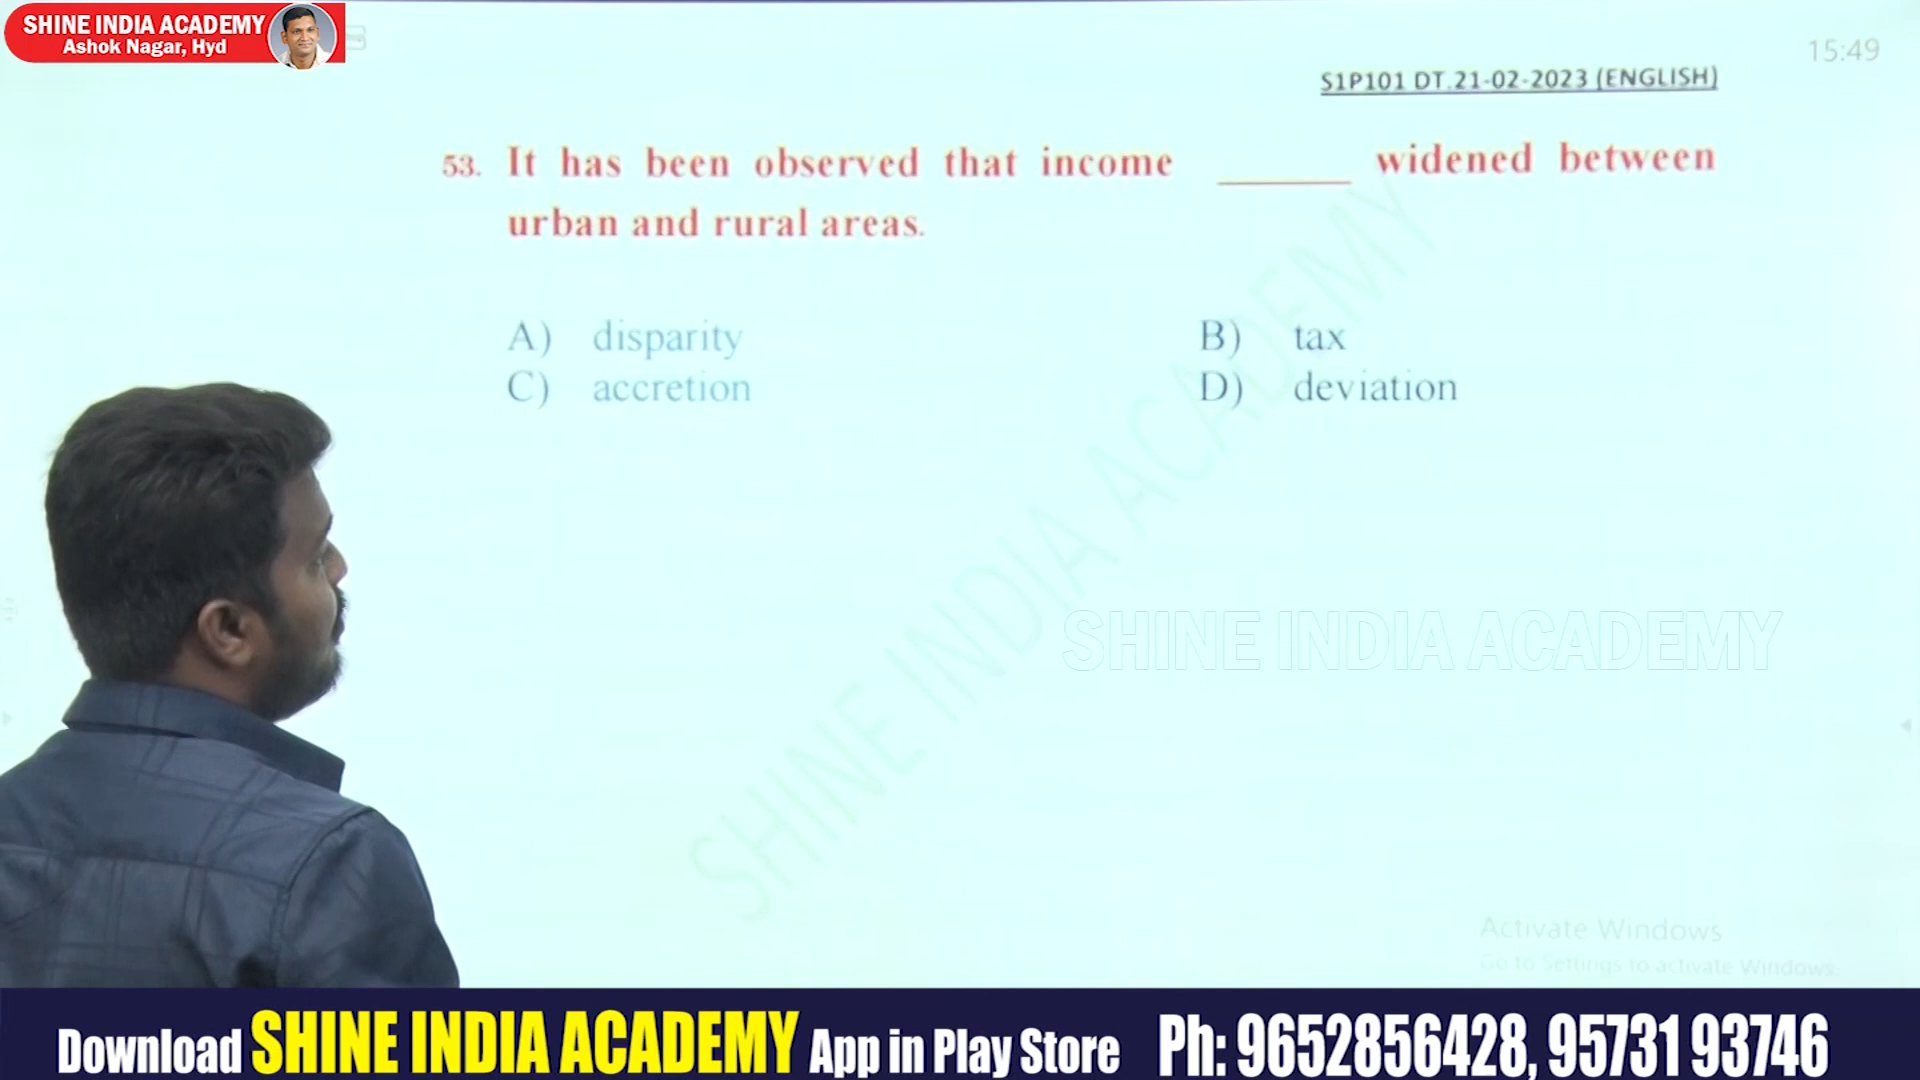 SHINE INDIA ACADEMY
Ashok Nagar, Hyd
15:49
S1P101 DT.21-02-2023 (ENGLISH)
53. It has been observed that income ______ widened between
urban and rural areas.
A) disparity B) tax
C) accretion D) deviation
SHINE INDIA ACADEMY
SHINE INDIA ACADEMY
Activate Windows
Go to Settings to activate Windows.
Download SHINE INDIA ACADEMY App in Play Store Ph: 9652856428, 95731 93746